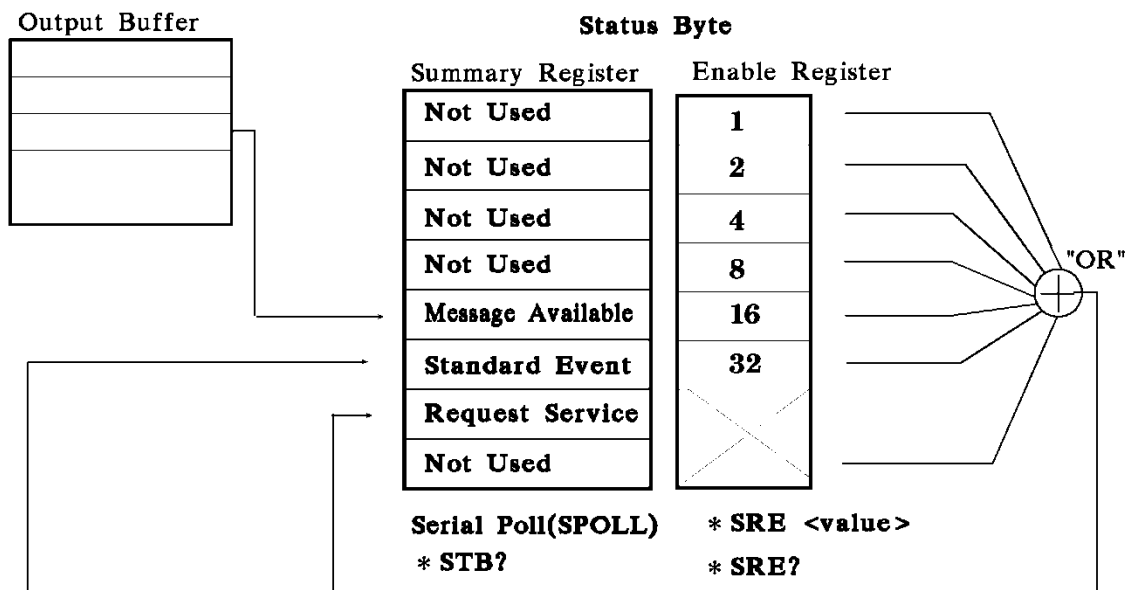 Output Buffer
Status Byte
Summary Register
Enable Register
Not Used
1
Not Used
2
Not Used
4
Not Used
8
"OR"
Message Available
16
Standard Event
32
Request Service
Not Used
Serial Poll(SPOLL)
* SRE <value>
* STB?
* SRE?